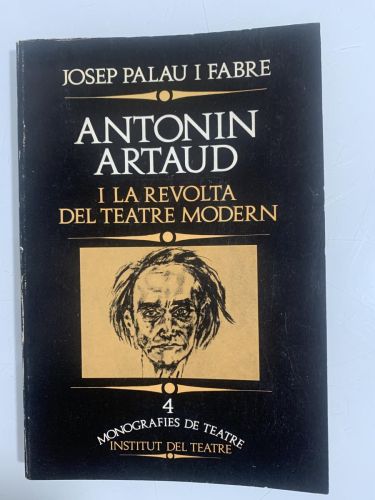 JOSEP PALAU I FABRE
ANTONIN
ARTAUD
I LA REVOLTA
DEL TEATRE MODERN
4
MONOGRAFIES DE TEATRE
INSTITUT DEL TEATRE